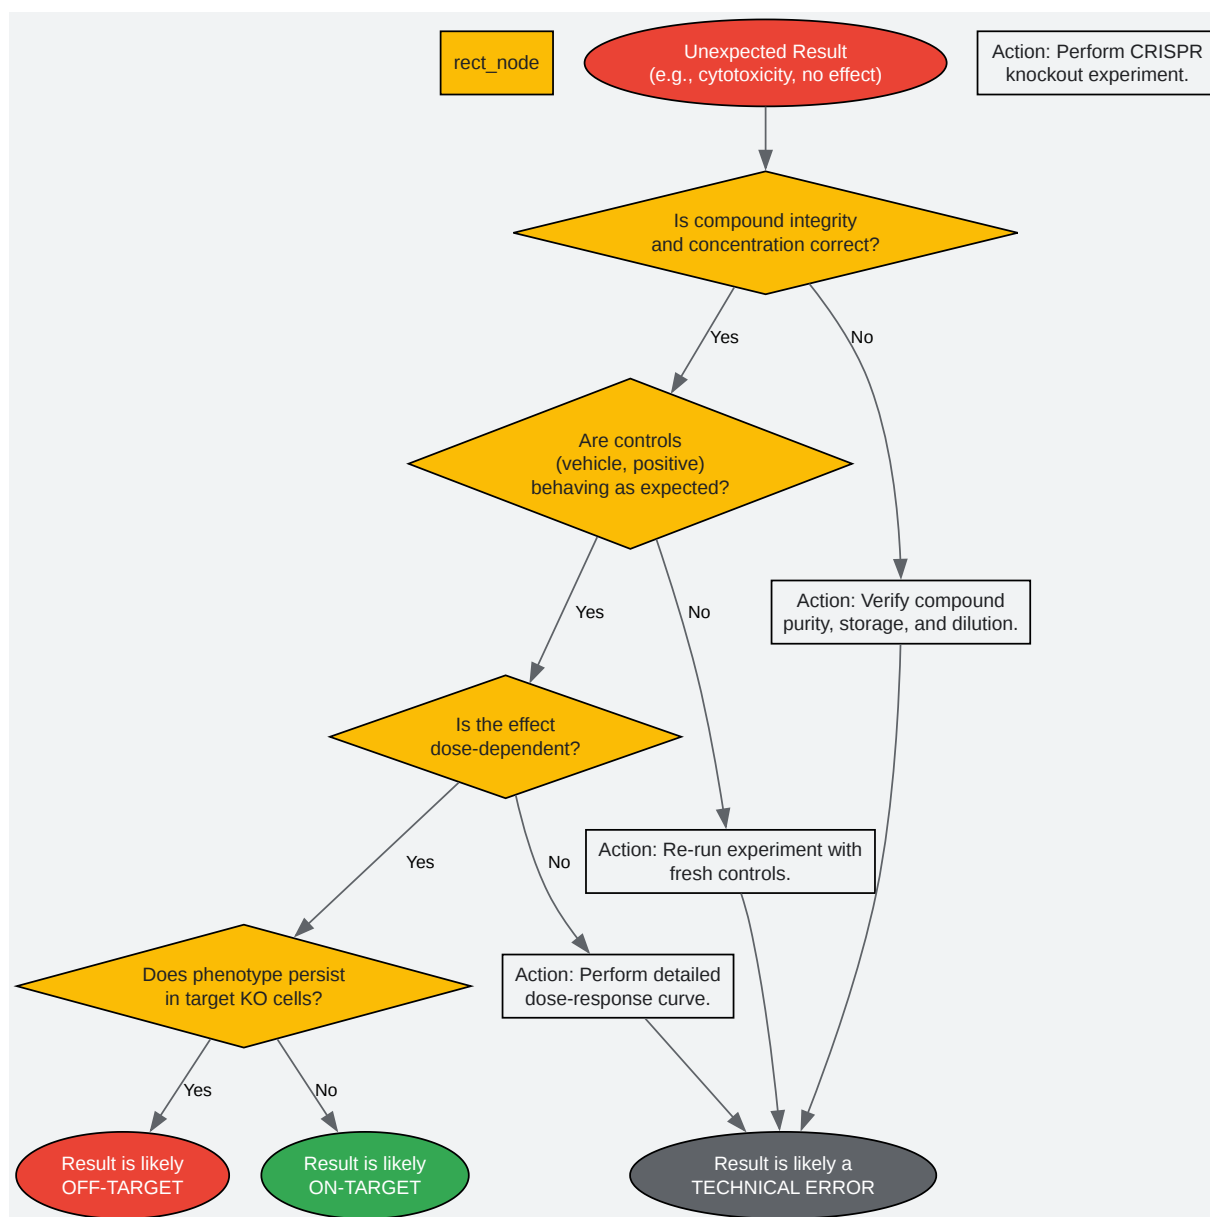 rect_node
Unexpected Result
(e.g., cytotoxicity, no effect)
Action: Perform CRISPR
knockout experiment.
Is compound integrity
and concentration correct?
Yes
No
Are controls
(vehicle, positive)
behaving as expected?
Yes
No
Action: Verify compound
purity, storage, and dilution.
Is the effect
dose-dependent?
Yes
No
Action: Re-run experiment with
fresh controls.
Does phenotype persist
in target KO cells?
Action: Perform detailed
dose-response curve.
Yes
No
Result is likely
OFF-TARGET
Result is likely
ON-TARGET
Result is likely a
TECHNICAL ERROR